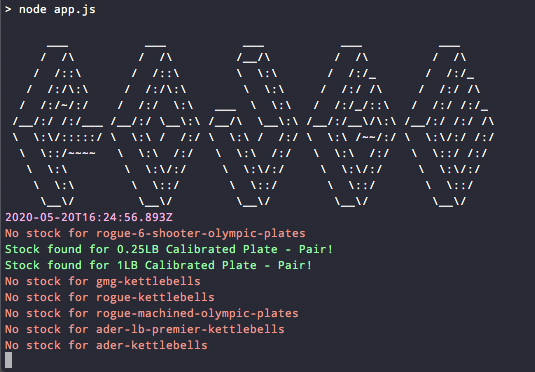 > node app.js
2020-05-20T16:24:56.893Z
No stock for rogue-6-shooter-olympic-plates
Stock found for 0.25LB Calibrated Plate - Pair!
Stock found for 1LB Calibrated Plate - Pair!
No stock for gmg-kettlebells
No stock for rogue-kettlebells
No stock for rogue-machined-olympic-plates
No stock for ader-lb-premier-kettlebells
No stock for ader-kettlebells